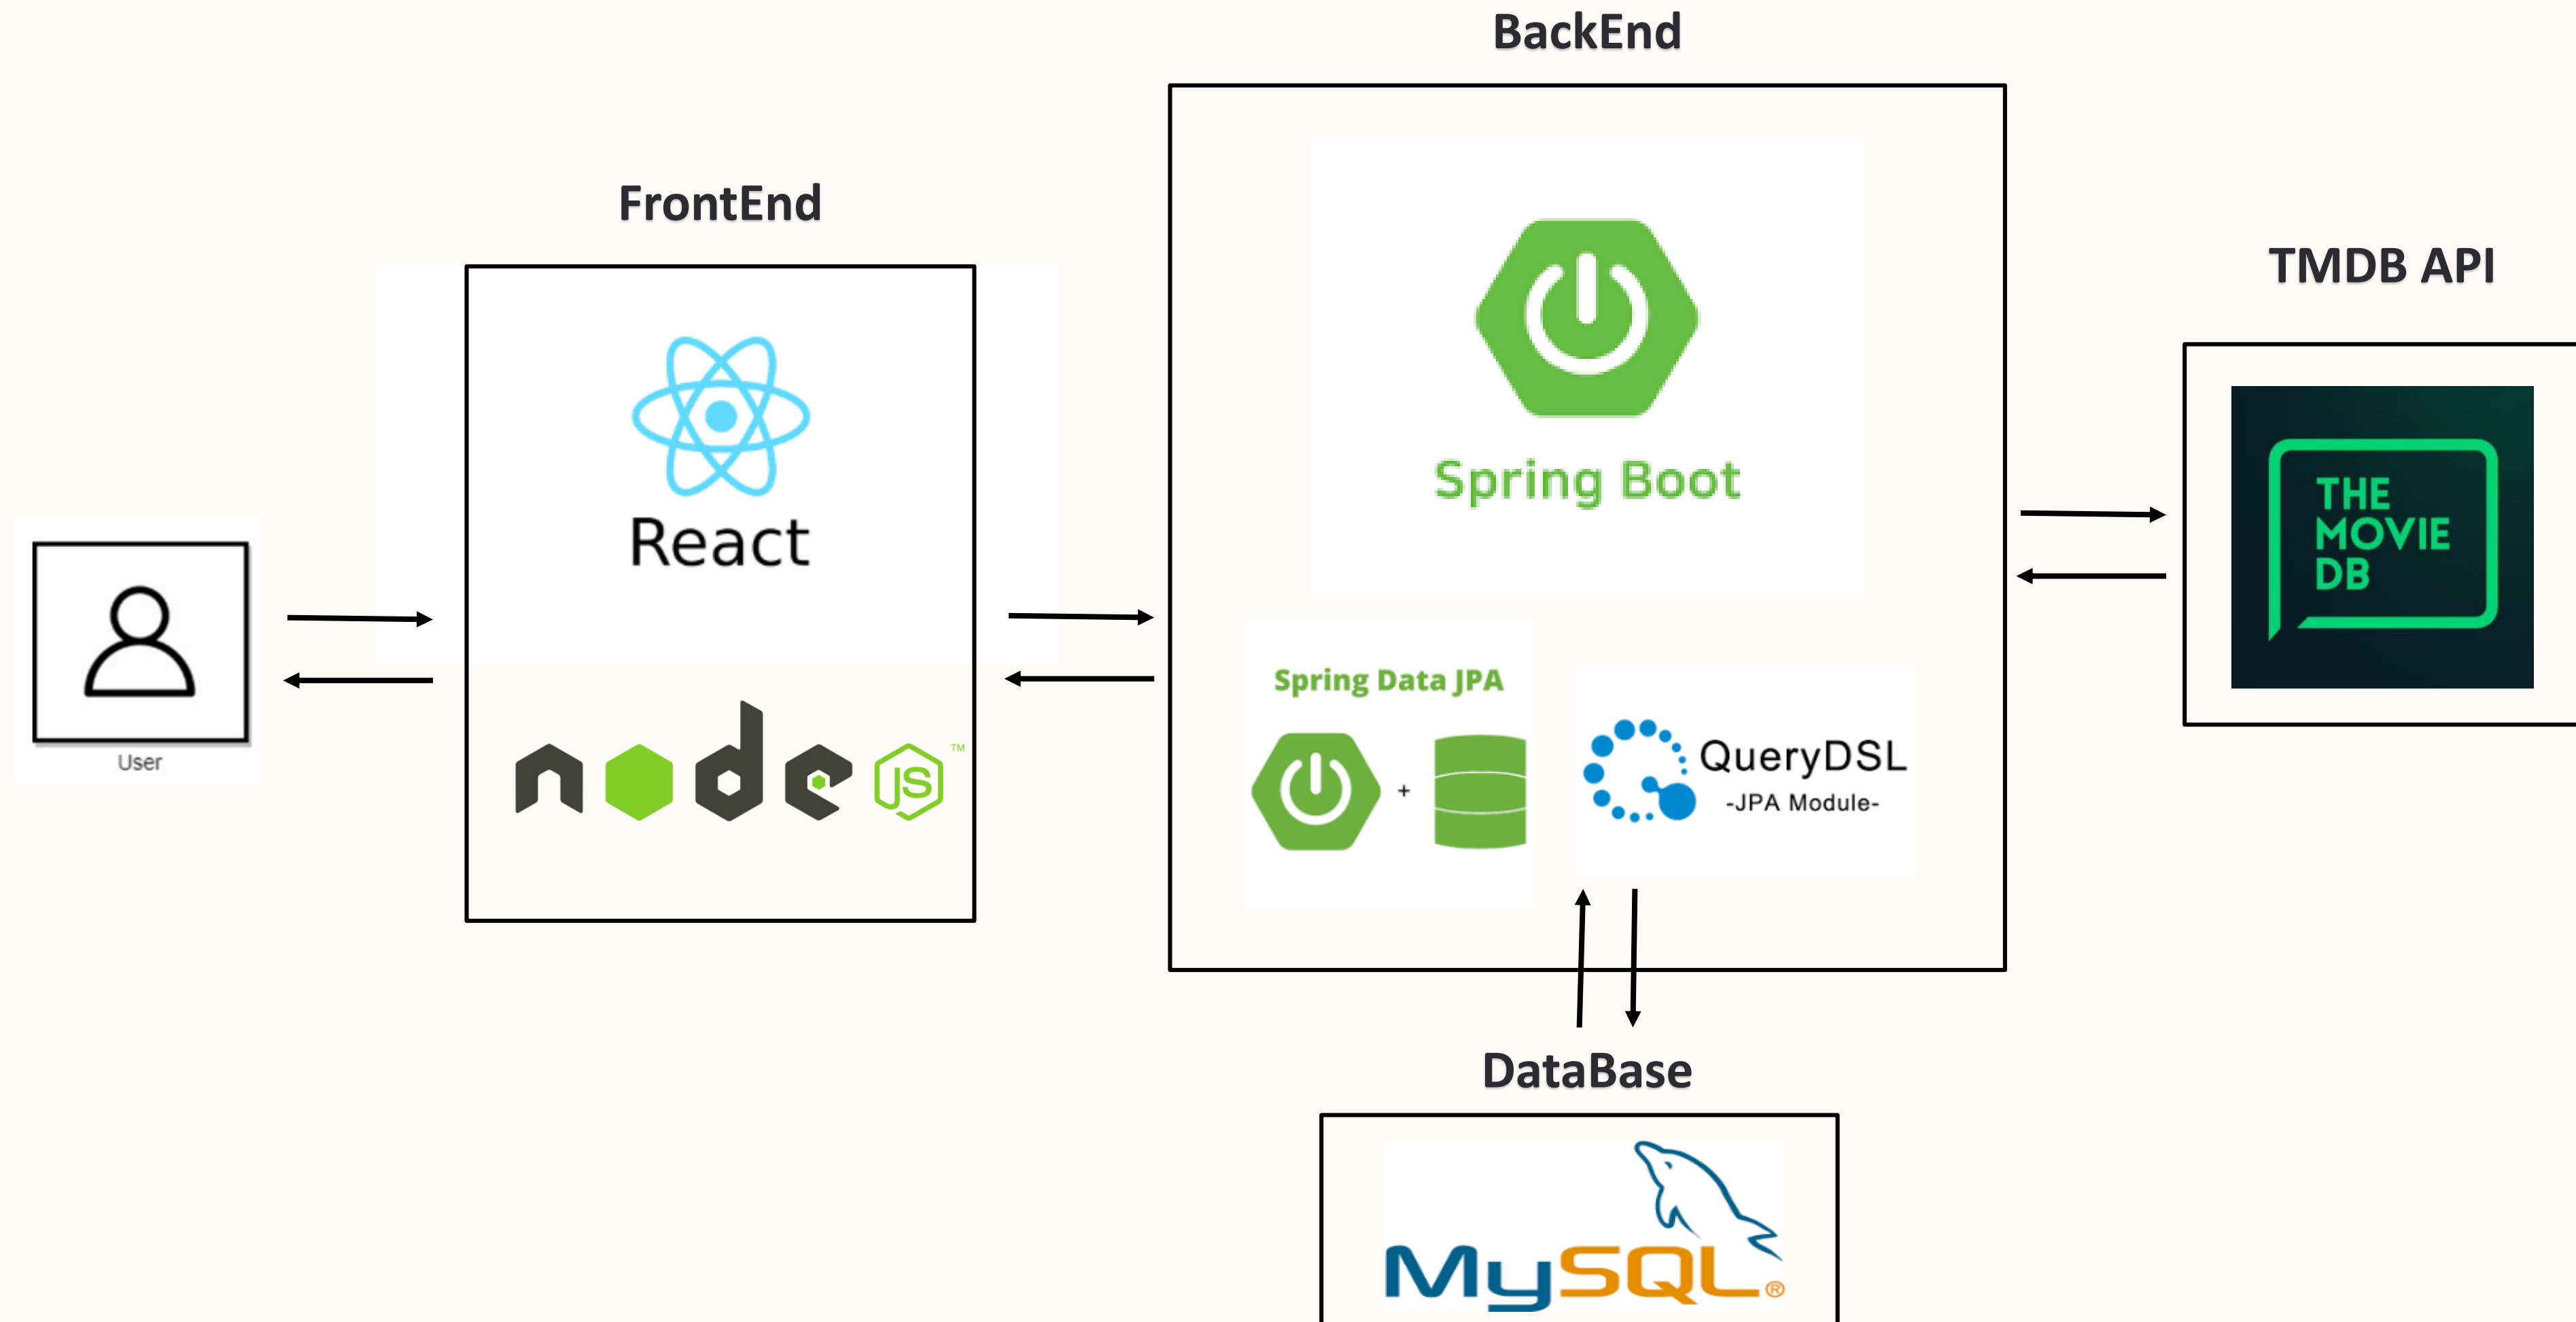 BackEnd
FrontEnd
TMDB API
React
node
JS
TM
User
Spring Boot
Spring Data JPA
+
QueryDSL
-JPA Module-
THE
MOVIE
DB
DataBase
MySQL®